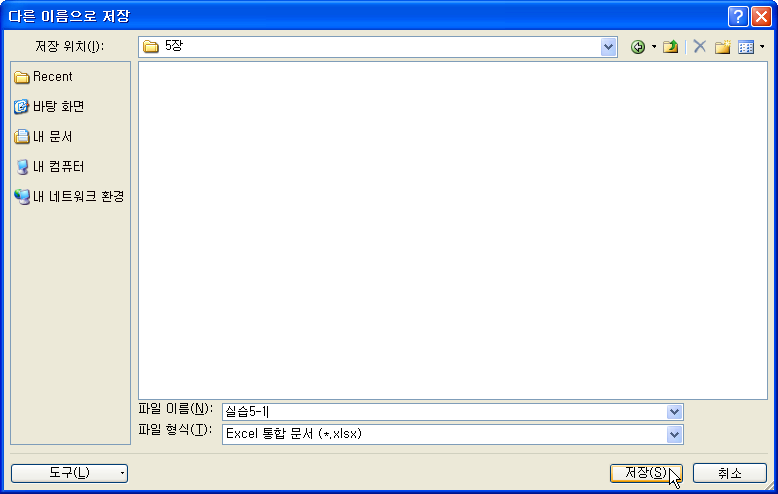 다른 이름으로 저장
저장 위치(I): 5장
Recent
바탕 화면
내 문서
내 컴퓨터
내 네트워크 환경
파일 이름(N): 실습5-1
파일 형식(T): Excel 통합 문서 (*.xlsx)
도구(L) 저장(S) 취소